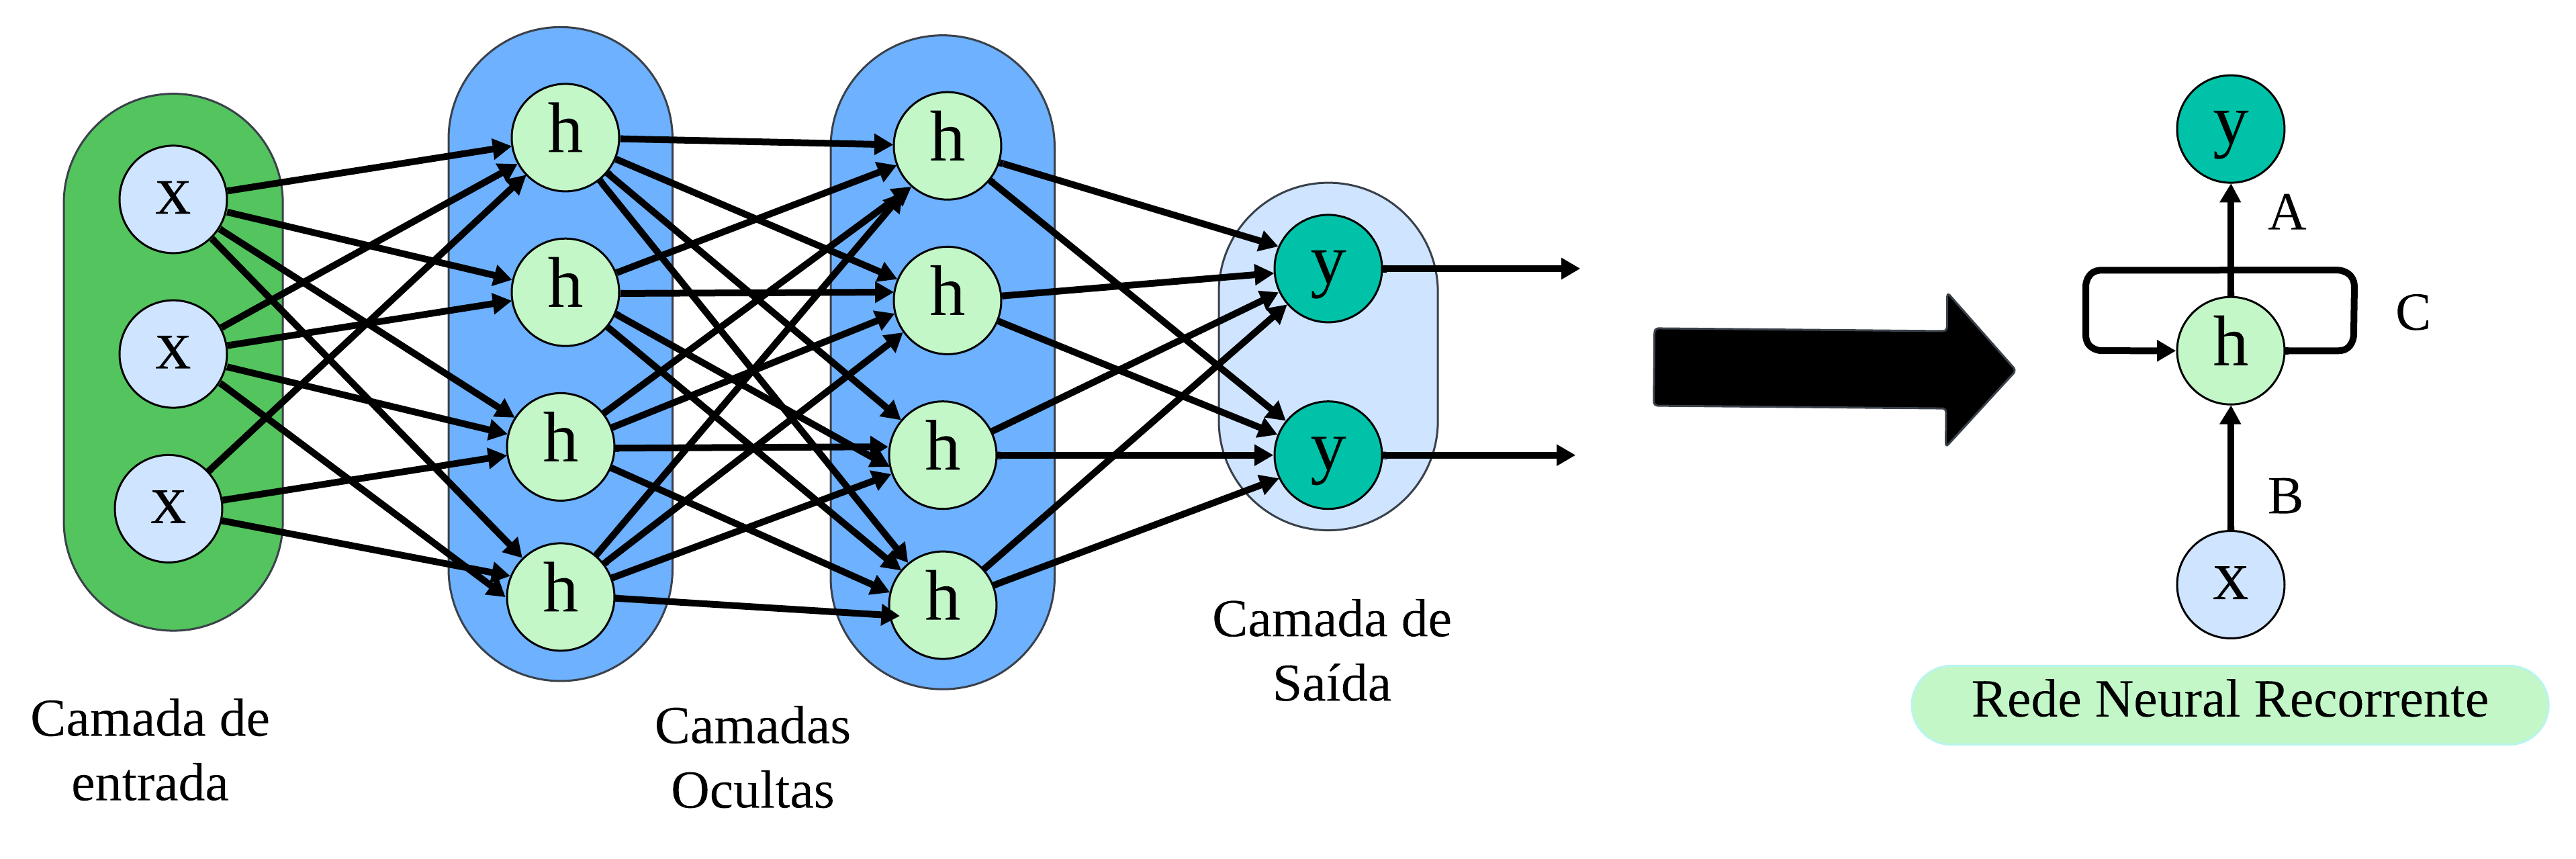 x
x
x
h
h
h
h
h
h
h
h
y
y
Camada de
entrada
Camadas
Ocultas
Camada de
Saída
y
A
C
h
B
x
Rede Neural Recorrente